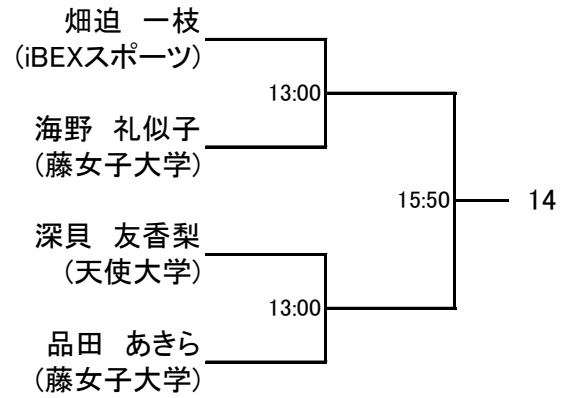 畑迫　一枝
(iBEXスポーツ)
13:00
海野　礼似子
(藤女子大学)
15:50
14
深貝　友香梨
(天使大学)
13:00
品田　あきら
(藤女子大学)